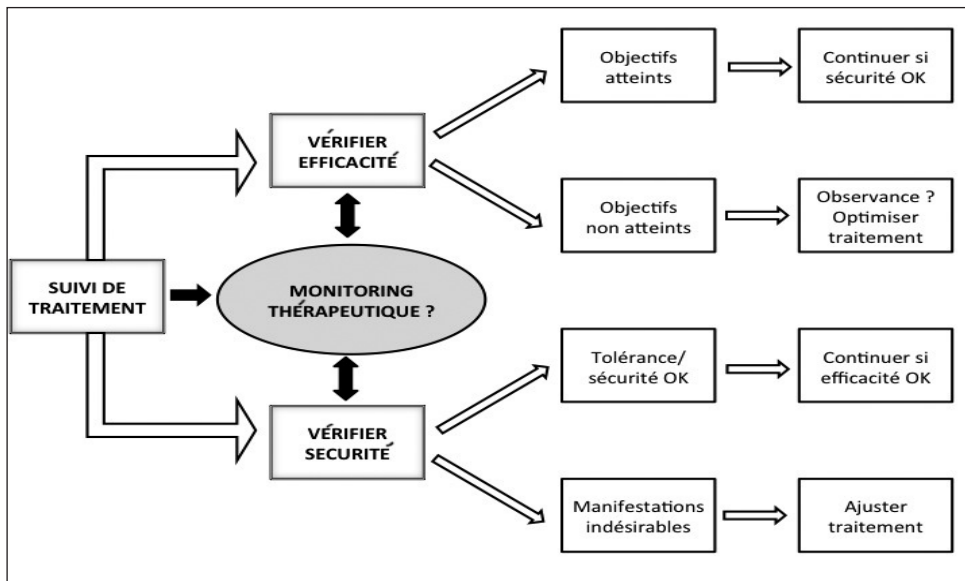 SUIVI DE
TRAITEMENT
VÉRIFIER
EFFICACITÉ
MONITORING
THÉRAPEUTIQUE ?
VÉRIFIER
SECURITÉ
Objectifs
atteints
Continuer si
sécurité OK
Objectifs
non atteints
Observance ?
Optimiser
traitement
Tolérance/
sécurité OK
Continuer si
efficacité OK
Manifestations
indésirables
Ajuster
traitement